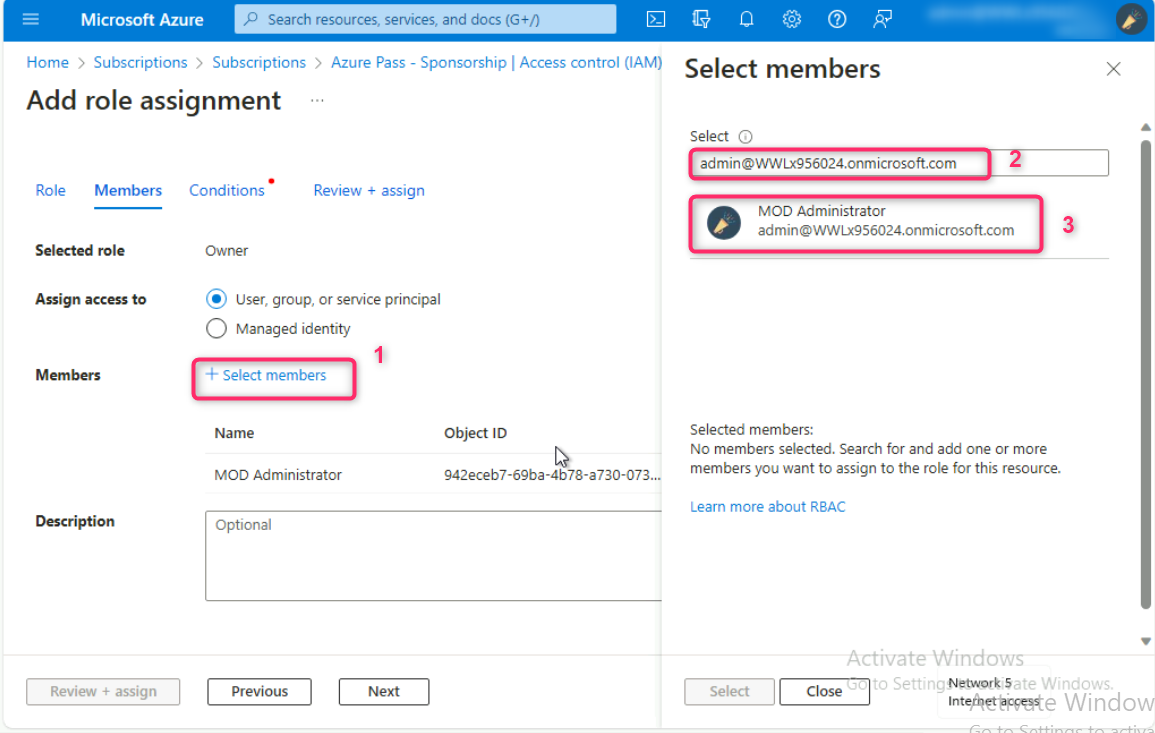 Microsoft Azure
Search resources, services, and docs (G+/)
Home > Subscriptions > Subscriptions > Azure Pass - Sponsorship | Access control (IAM)
Add role assignment ...
Role Members Conditions Review + assign
Selected role Owner
Assign access to User, group, or service principal
Managed identity
Members + Select members 1
Name Object ID
MOD Administrator 942eceb7-69ba-4b78-a730-073...
Description Optional
Review + assign Previous Next
Select members
Select
admin@WWLx956024.onmicrosoft.com 2
MOD Administrator
admin@WWLx956024.onmicrosoft.com
3
Selected members:
No members selected. Search for and add one or more
members you want to assign to the role for this resource.
Learn more about RBAC
Select Close
Activate Windows
Go to Settings to activate Windows.
Network 5
Internet access
Activate Window
Go to Settings to activa